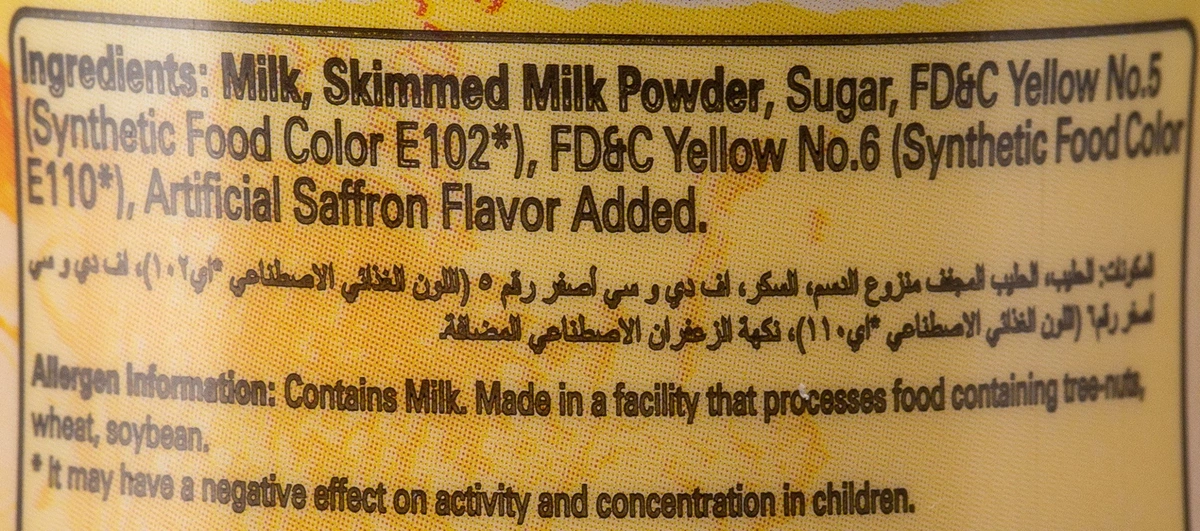 Ingredients: Milk, Skimmed Milk Powder, Sugar, FD&C Yellow No.5
(Synthetic Food Color E102*), FD&C Yellow No.6 (Synthetic Food Color
E110*), Artificial Saffron Flavor Added.
المكونات: الحليب، الحليب المجفف منزوع الدسم، السكر، اف دي و سي أصفر رقم ٥ (اللون الغذائي الاصطناعي *اي١٠٢)، اف دي و سي
أصفر رقم٦ (اللون الغذائي الاصطناعي *اي١١٠)، نكهة الزعفران الاصطناعي المضافة.
Allergen Information: Contains Milk. Made in a facility that processes food containing tree-nuts,
wheat, soybean.
* It may have a negative effect on activity and concentration in children.